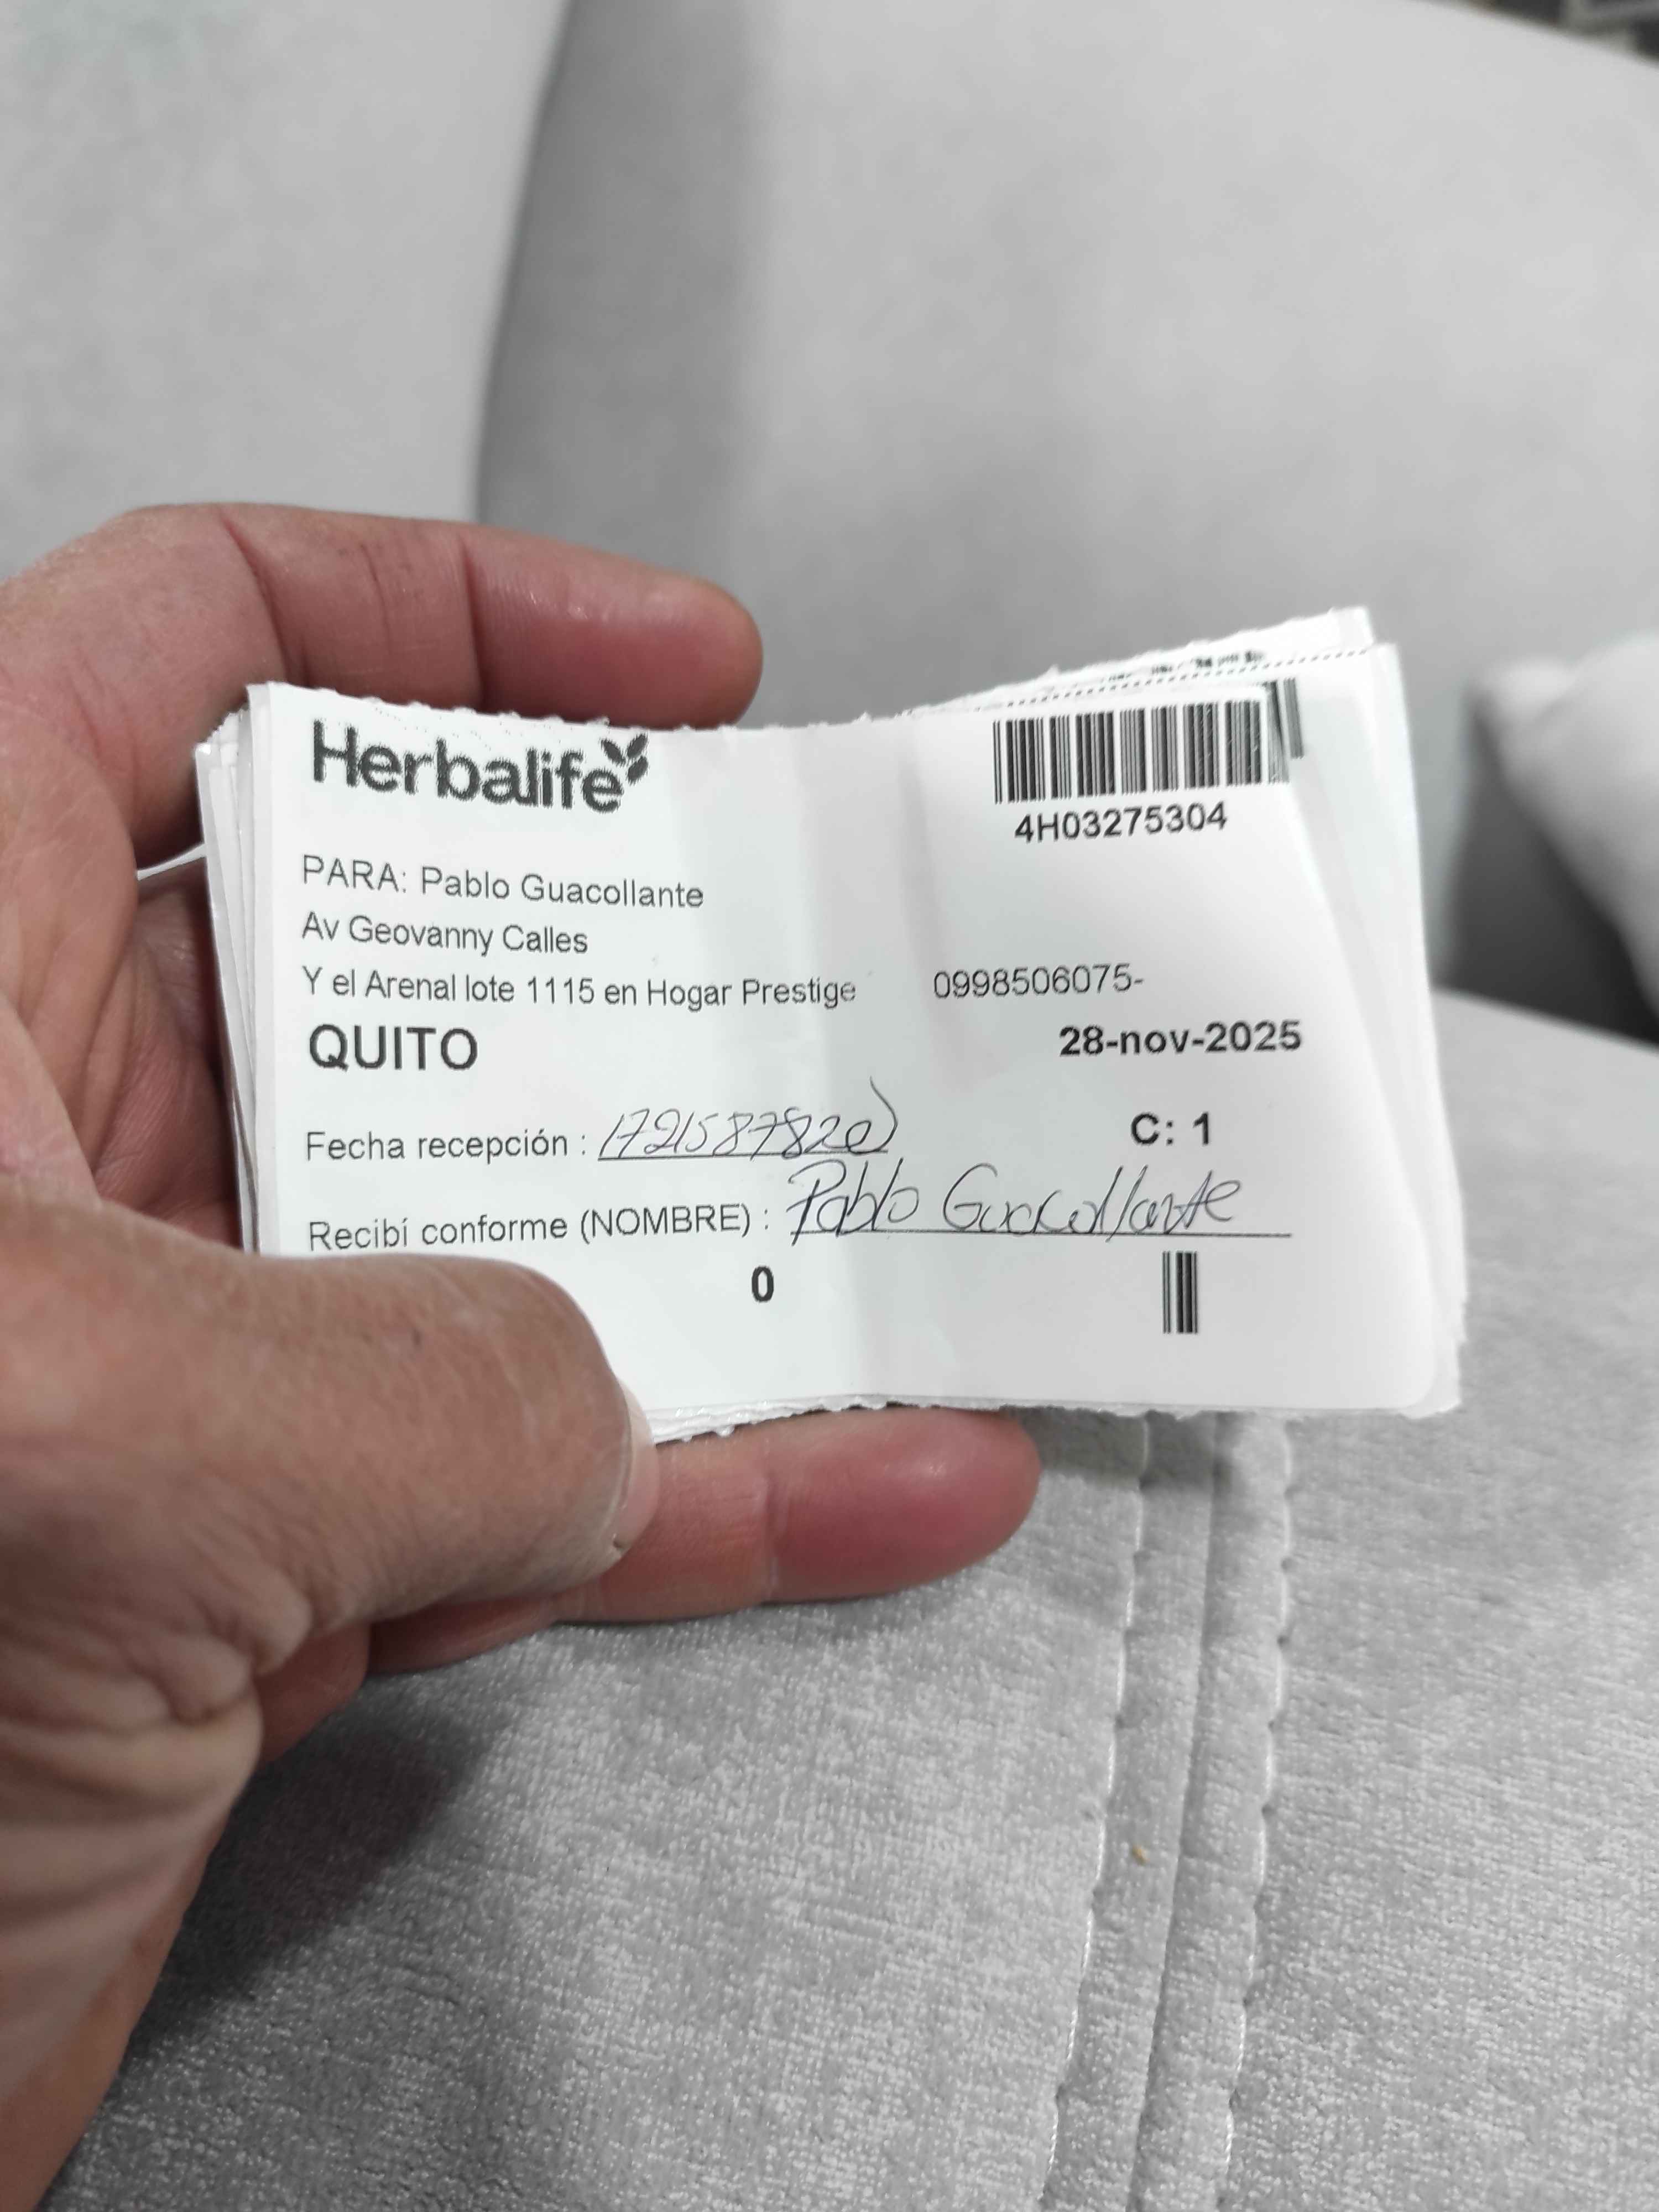 Herbalife
4H03275304
PARA: Pablo Guacollante
Av Geovanny Calles
Y el Arenal lote 1115 en Hogar Prestige 0998506075-
QUITO
28-nov-2025
Fecha recepción : 1721587820
C: 1
Recibí conforme (NOMBRE) : Pablo Guacollante
0